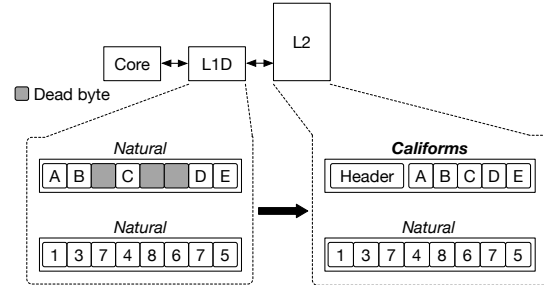 L2
Core
L1D
Dead byte
Natural
A B C D E
Natural
1 3 7 4 8 6 7 5
Califorms
Header A B C D E
Natural
1 3 7 4 8 6 7 5